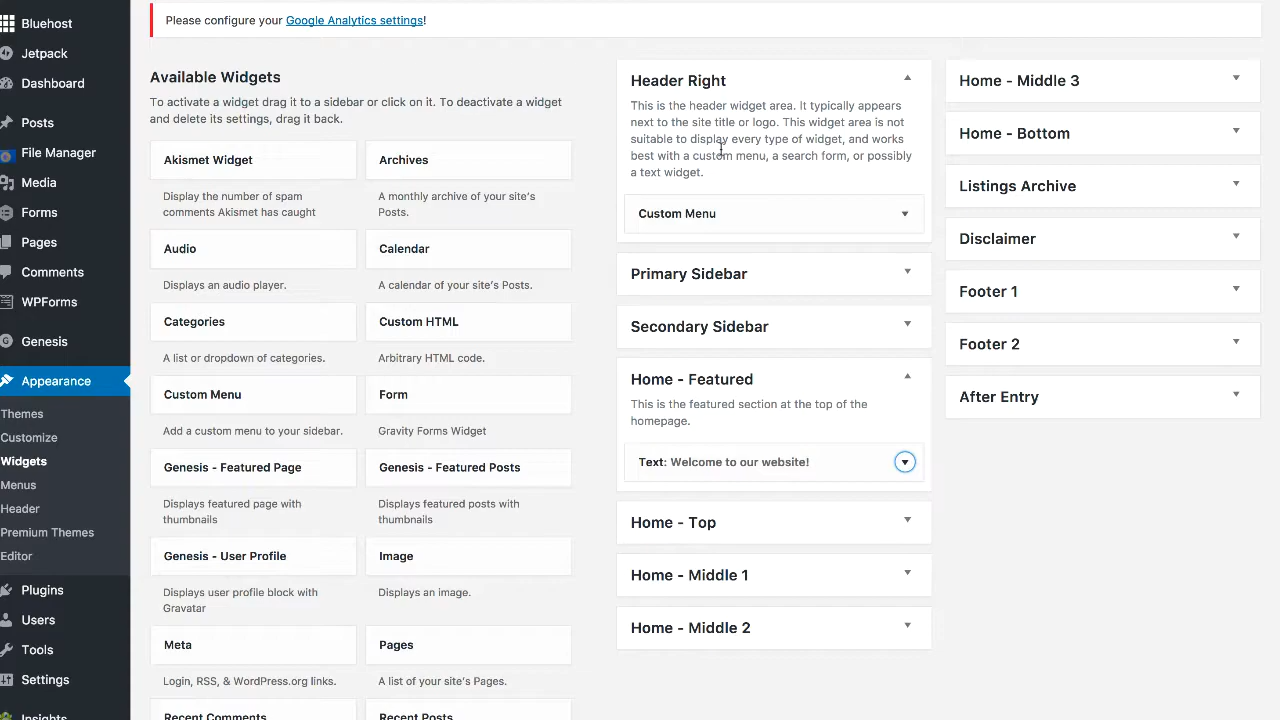 Bluehost
Jetpack
Dashboard
Posts
File Manager
Media
Forms
Pages
Comments
WPForms
Genesis
Appearance
Themes
Customize
Widgets
Menus
Header
Premium Themes
Editor
Plugins
Users
Tools
Settings
Insights
Please configure your Google Analytics settings!
Available Widgets
To activate a widget drag it to a sidebar or click on it. To deactivate a widget
and delete its settings, drag it back.
Akismet Widget
Display the number of spam
comments Akismet has caught
Archives
A monthly archive of your site's
Posts.
Audio
Displays an audio player.
Calendar
A calendar of your site's Posts.
Categories
A list or dropdown of categories.
Custom HTML
Arbitrary HTML code.
Custom Menu
Add a custom menu to your sidebar.
Form
Gravity Forms Widget
Genesis - Featured Page
Displays featured page with
thumbnails
Genesis - Featured Posts
Displays featured posts with
thumbnails
Genesis - User Profile
Displays user profile block with
Gravatar
Image
Displays an image.
Meta
Login, RSS, & WordPress.org links.
Pages
A list of your site's Pages.
Recent Comments
Recent Posts
Header Right
This is the header widget area. It typically appears
next to the site title or logo. This widget area is not
suitable to display every type of widget, and works
best with a custom menu, a search form, or possibly
a text widget.
Custom Menu
Primary Sidebar
Secondary Sidebar
Home - Featured
This is the featured section at the top of the
homepage.
Text: Welcome to our website!
Home - Top
Home - Middle 1
Home - Middle 2
Home - Middle 3
Home - Bottom
Listings Archive
Disclaimer
Footer 1
Footer 2
After Entry